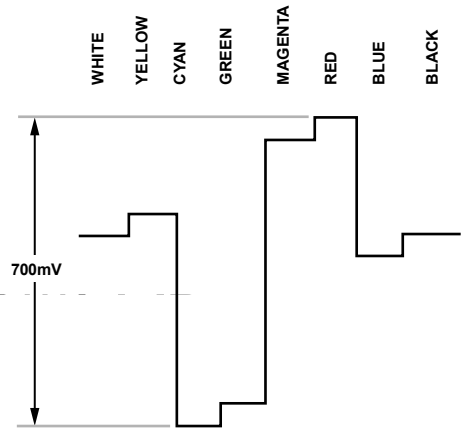 WHITE
YELLOW
CYAN
GREEN
MAGENTA
RED
BLUE
BLACK
700mV